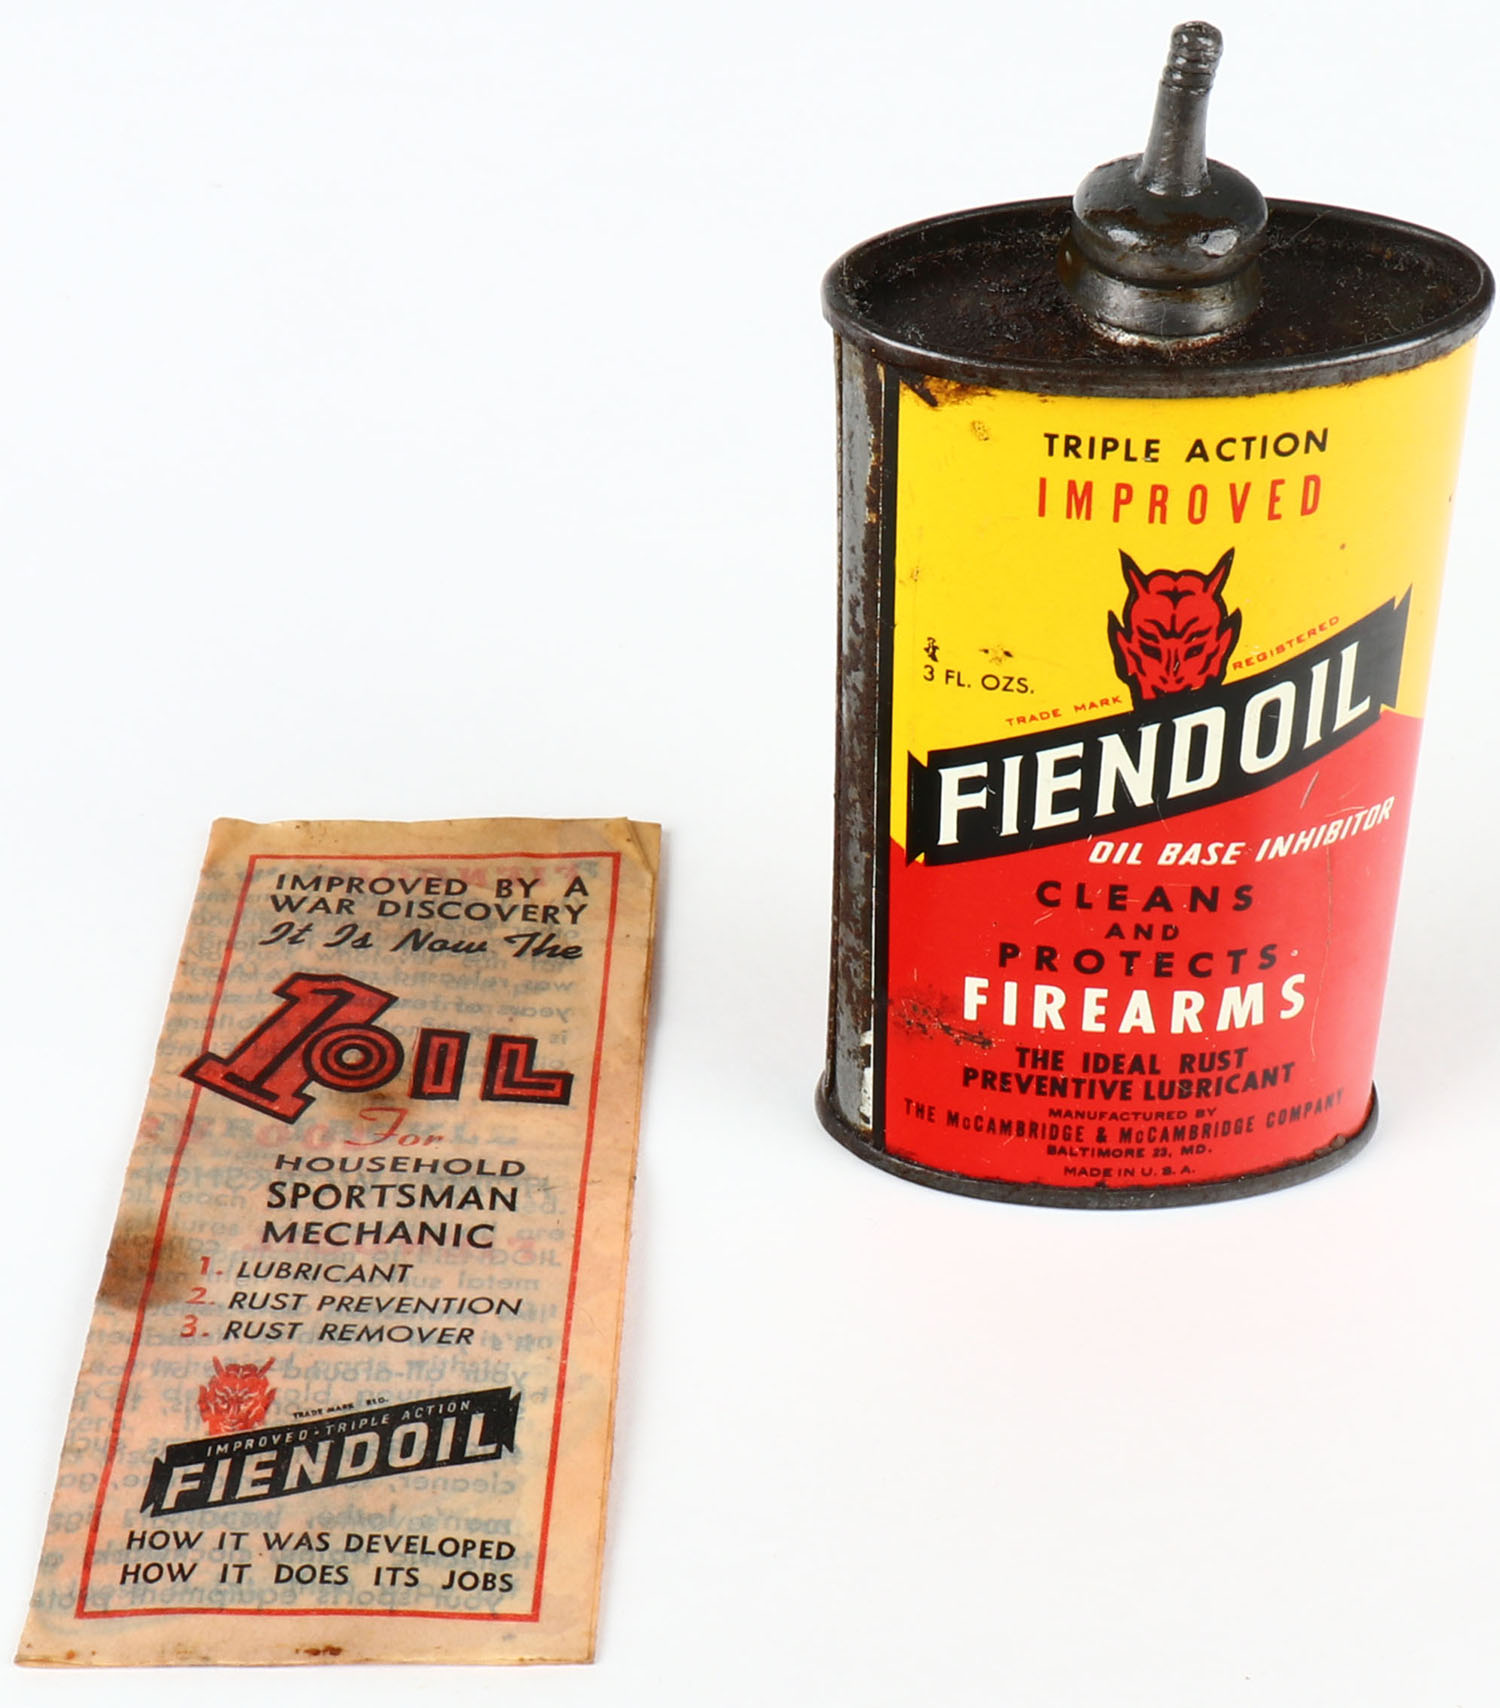 IMPROVED BY A
WAR DISCOVERY
It Is Now The
1 OIL
For
HOUSEHOLD
SPORTSMAN
MECHANIC
1. LUBRICANT
2. RUST PREVENTION
3. RUST REMOVER
TRADE MARK REG.
IMPROVED-TRIPLE ACTION
FIENDOIL
HOW IT WAS DEVELOPED
HOW IT DOES ITS JOBS
TRIPLE ACTION
IMPROVED
3 FL. OZS.
TRADE MARK REGISTERED
FIENDOIL
OIL BASE INHIBITOR
CLEANS
AND
PROTECTS
FIREARMS
THE IDEAL RUST
PREVENTIVE LUBRICANT
MANUFACTURED BY
THE McCAMBRIDGE & McCAMBRIDGE COMPANY
BALTIMORE 23, MD.
MADE IN U.S.A.